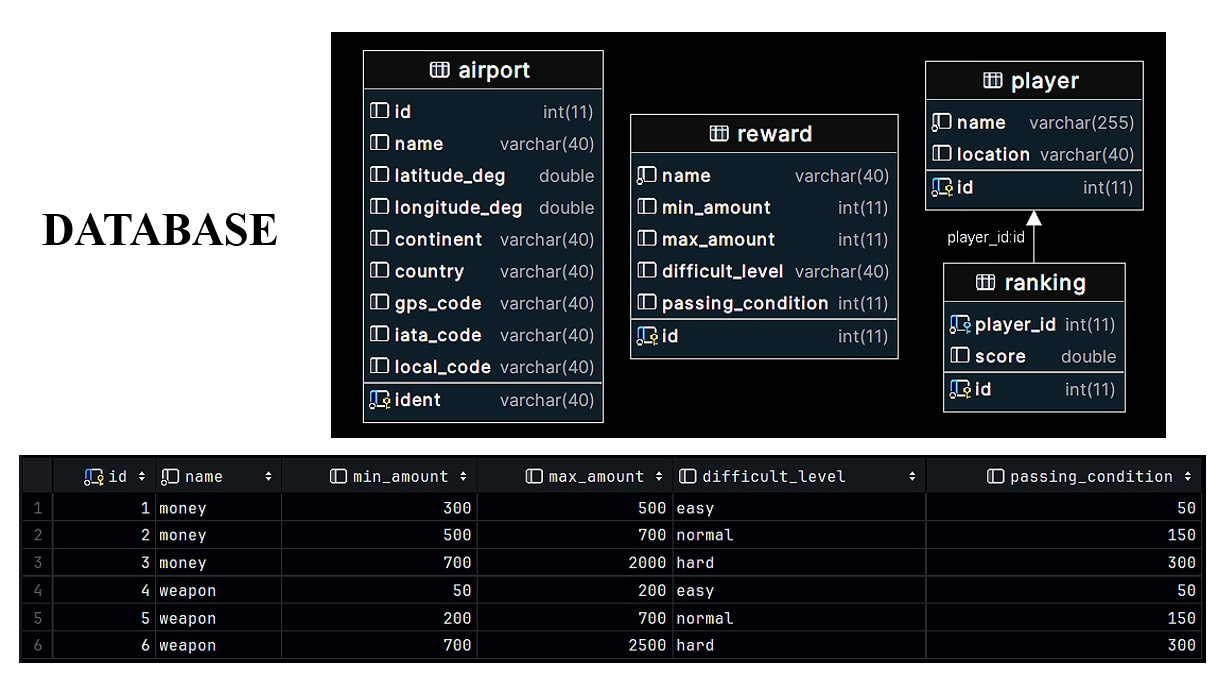 DATABASE
airport
id int(11)
name varchar(40)
latitude_deg double
longitude_deg double
continent varchar(40)
country varchar(40)
gps_code varchar(40)
iata_code varchar(40)
local_code varchar(40)
ident varchar(40)
reward
name varchar(40)
min_amount int(11)
max_amount int(11)
difficult_level varchar(40)
passing_condition int(11)
id int(11)
player
name varchar(255)
location varchar(40)
id int(11)
player_id:id
ranking
player_id int(11)
score double
id int(11)
id name min_amount max_amount difficult_level passing_condition
1 1 money 300 500 easy 50
2 2 money 500 700 normal 150
3 3 money 700 2000 hard 300
4 4 weapon 50 200 easy 50
5 5 weapon 200 700 normal 150
6 6 weapon 700 2500 hard 300